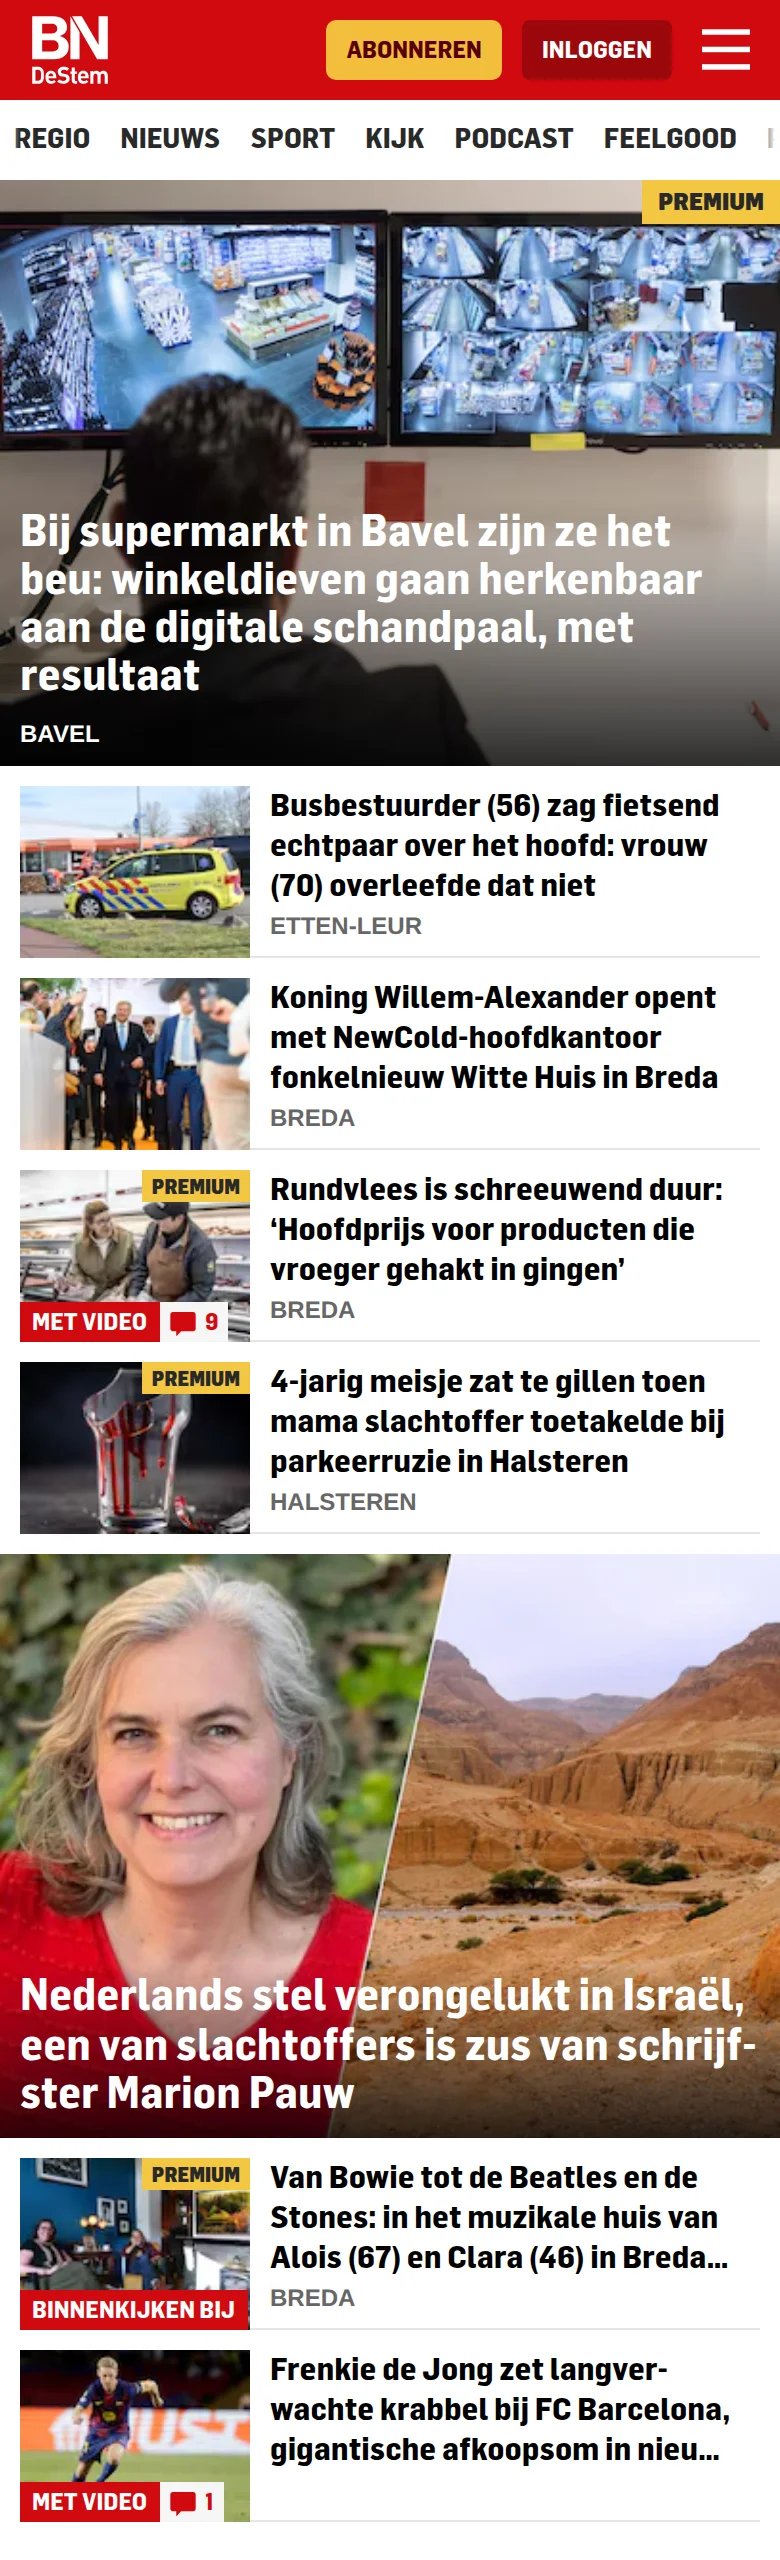 BN
DeStem
ABONNEREN
INLOGGEN
REGIO NIEUWS SPORT KIJK PODCAST FEELGOOD
PREMIUM
Bij supermarkt in Bavel zijn ze het
beu: winkeldieven gaan herkenbaar
aan de digitale schandpaal, met
resultaat
BAVEL
Busbestuurder (56) zag fietsend
echtpaar over het hoofd: vrouw
(70) overleefde dat niet
ETTEN-LEUR
Koning Willem-Alexander opent
met NewCold-hoofdkantoor
fonkelnieuw Witte Huis in Breda
BREDA
PREMIUM
MET VIDEO
9
Rundvlees is schreeuwend duur:
‘Hoofdprijs voor producten die
vroeger gehakt in gingen’
BREDA
PREMIUM
4-jarig meisje zat te gillen toen
mama slachtoffer toetakelde bij
parkeerruzie in Halsteren
HALSTEREN
Nederlands stel verongelukt in Israël,
een van slachtoffers is zus van schrijf-
ster Marion Pauw
PREMIUM
BINNENKIJKEN BIJ
Van Bowie tot de Beatles en de
Stones: in het muzikale huis van
Alois (67) en Clara (46) in Breda...
BREDA
MET VIDEO
1
Frenkie de Jong zet langver-
wachte krabbel bij FC Barcelona,
gigantische afkoopsom in nieu...